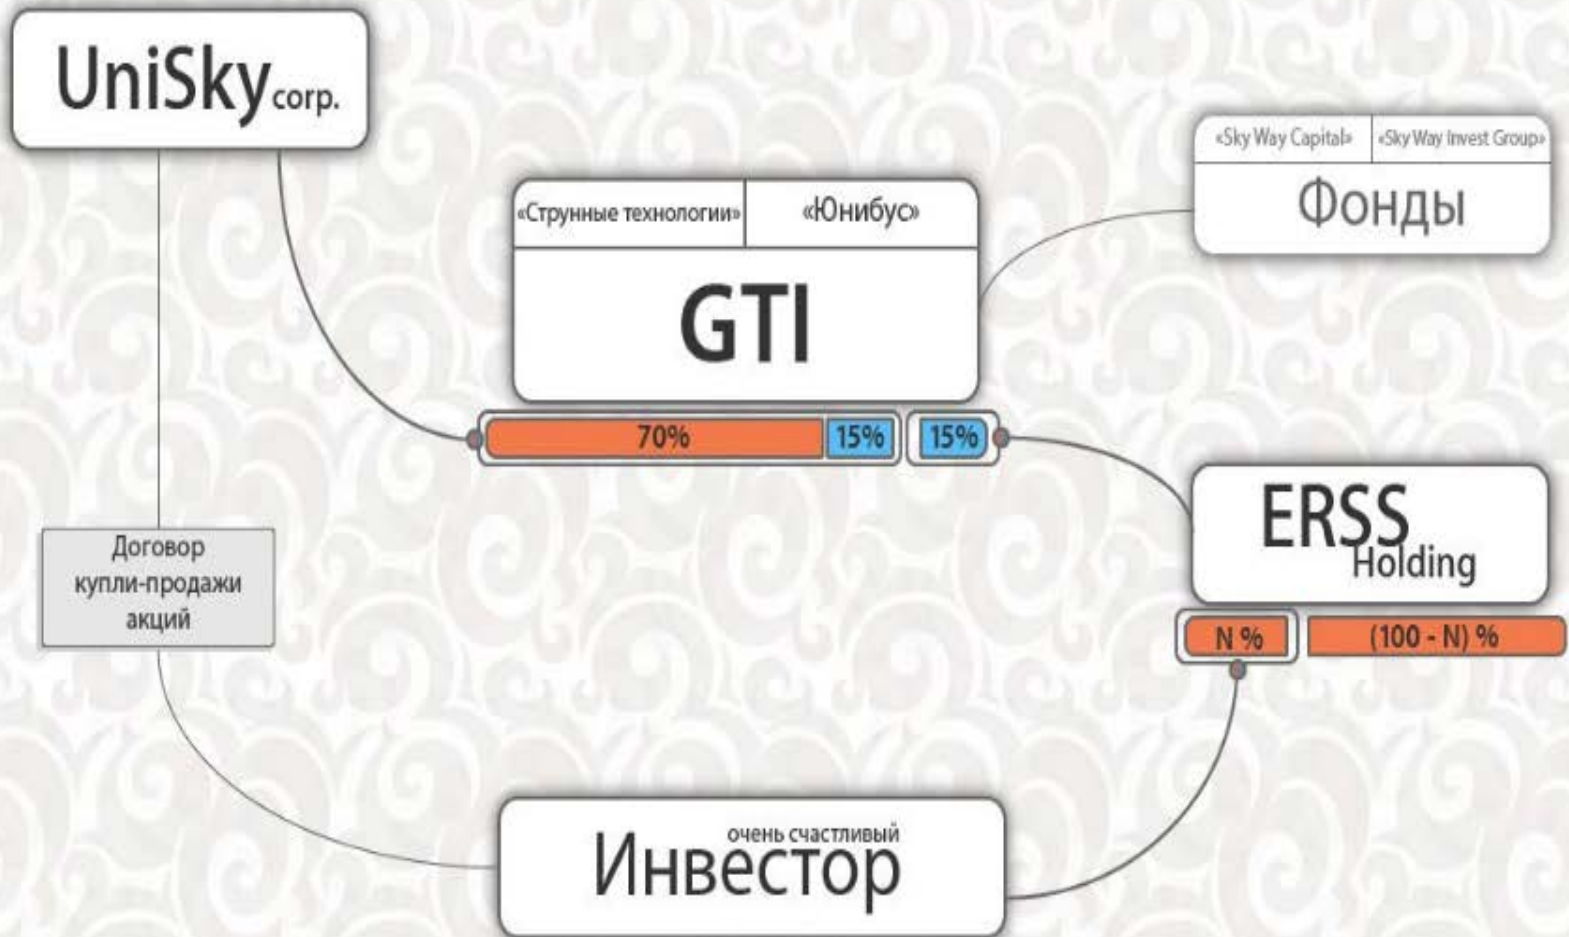 UniSky corp.
«Sky Way Capital» «Sky Way Invest Group»
Фонды
«Струнные технологии» «Юнибус»
GTI
70% 15% 15%
ERSS
Holding
N % (100 - N) %
Договор
купли-продажи
акций
очень счастливый
Инвестор